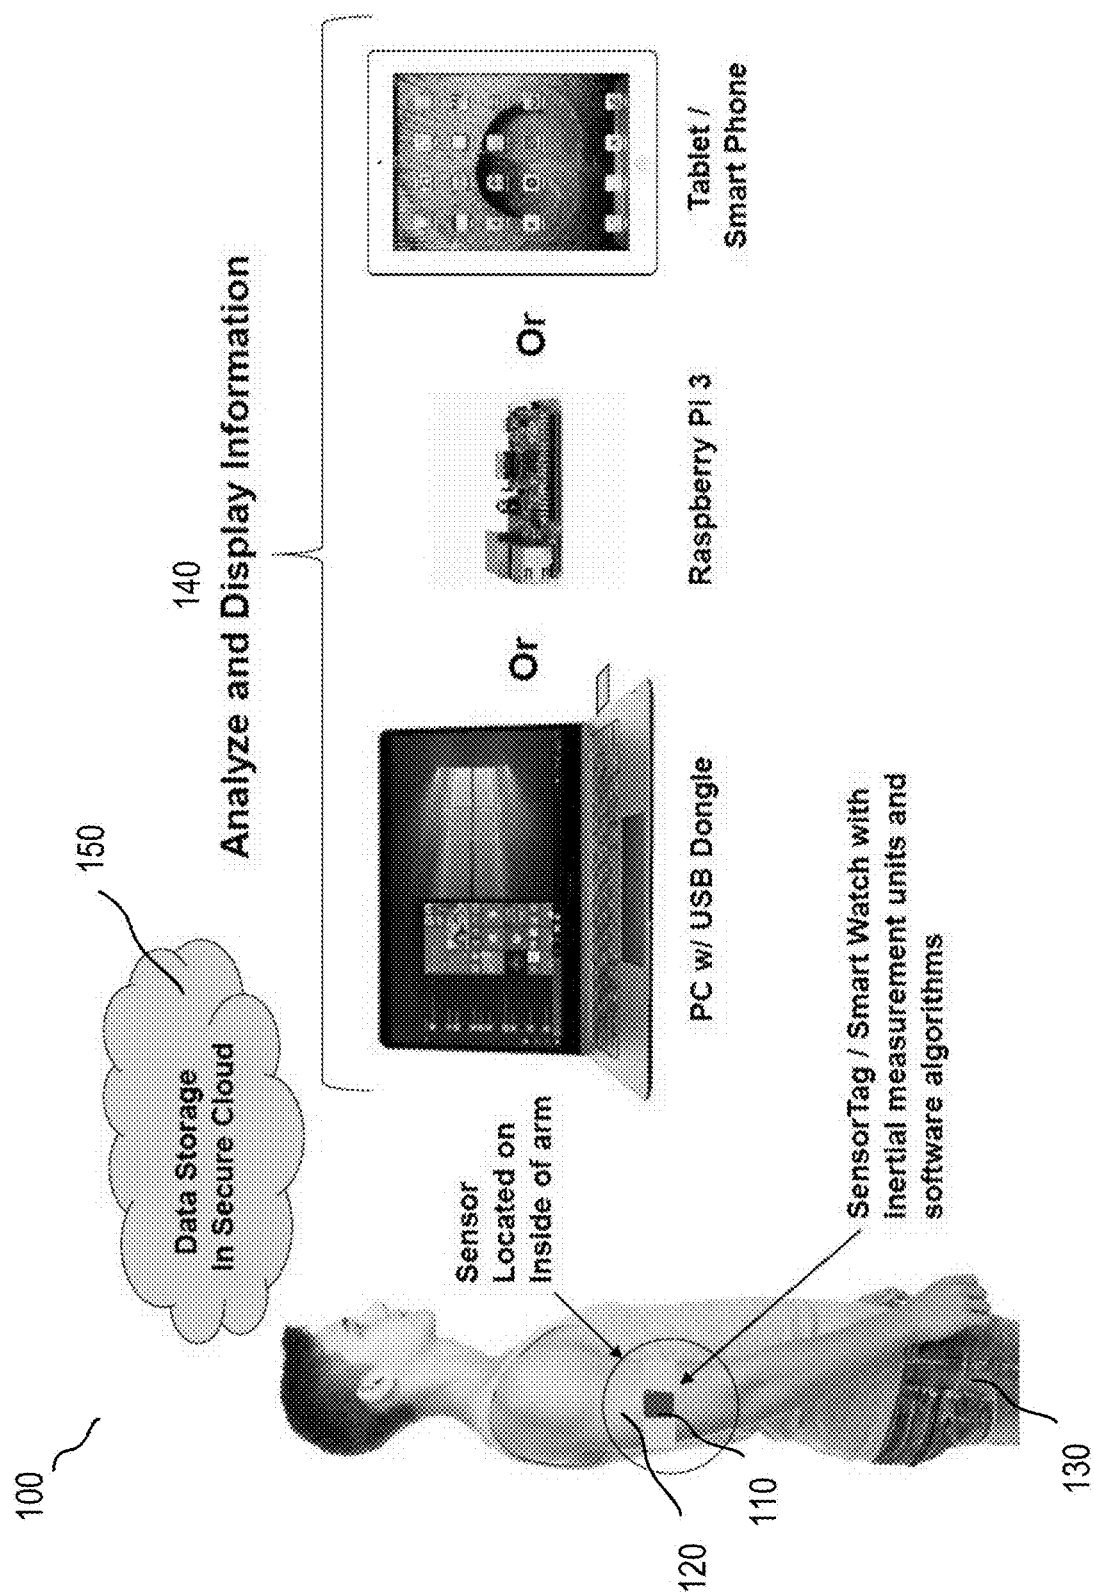 100
150
Data Storage
In Secure Cloud
140
Analyze and Display Information
Or
Or
PC w/ USB Dongle
Raspberry PI 3
Tablet /
Smart Phone
Sensor
Located on
Inside of arm
SensorTag / Smart Watch with
inertial measurement units and
software algorithms
120
110
130